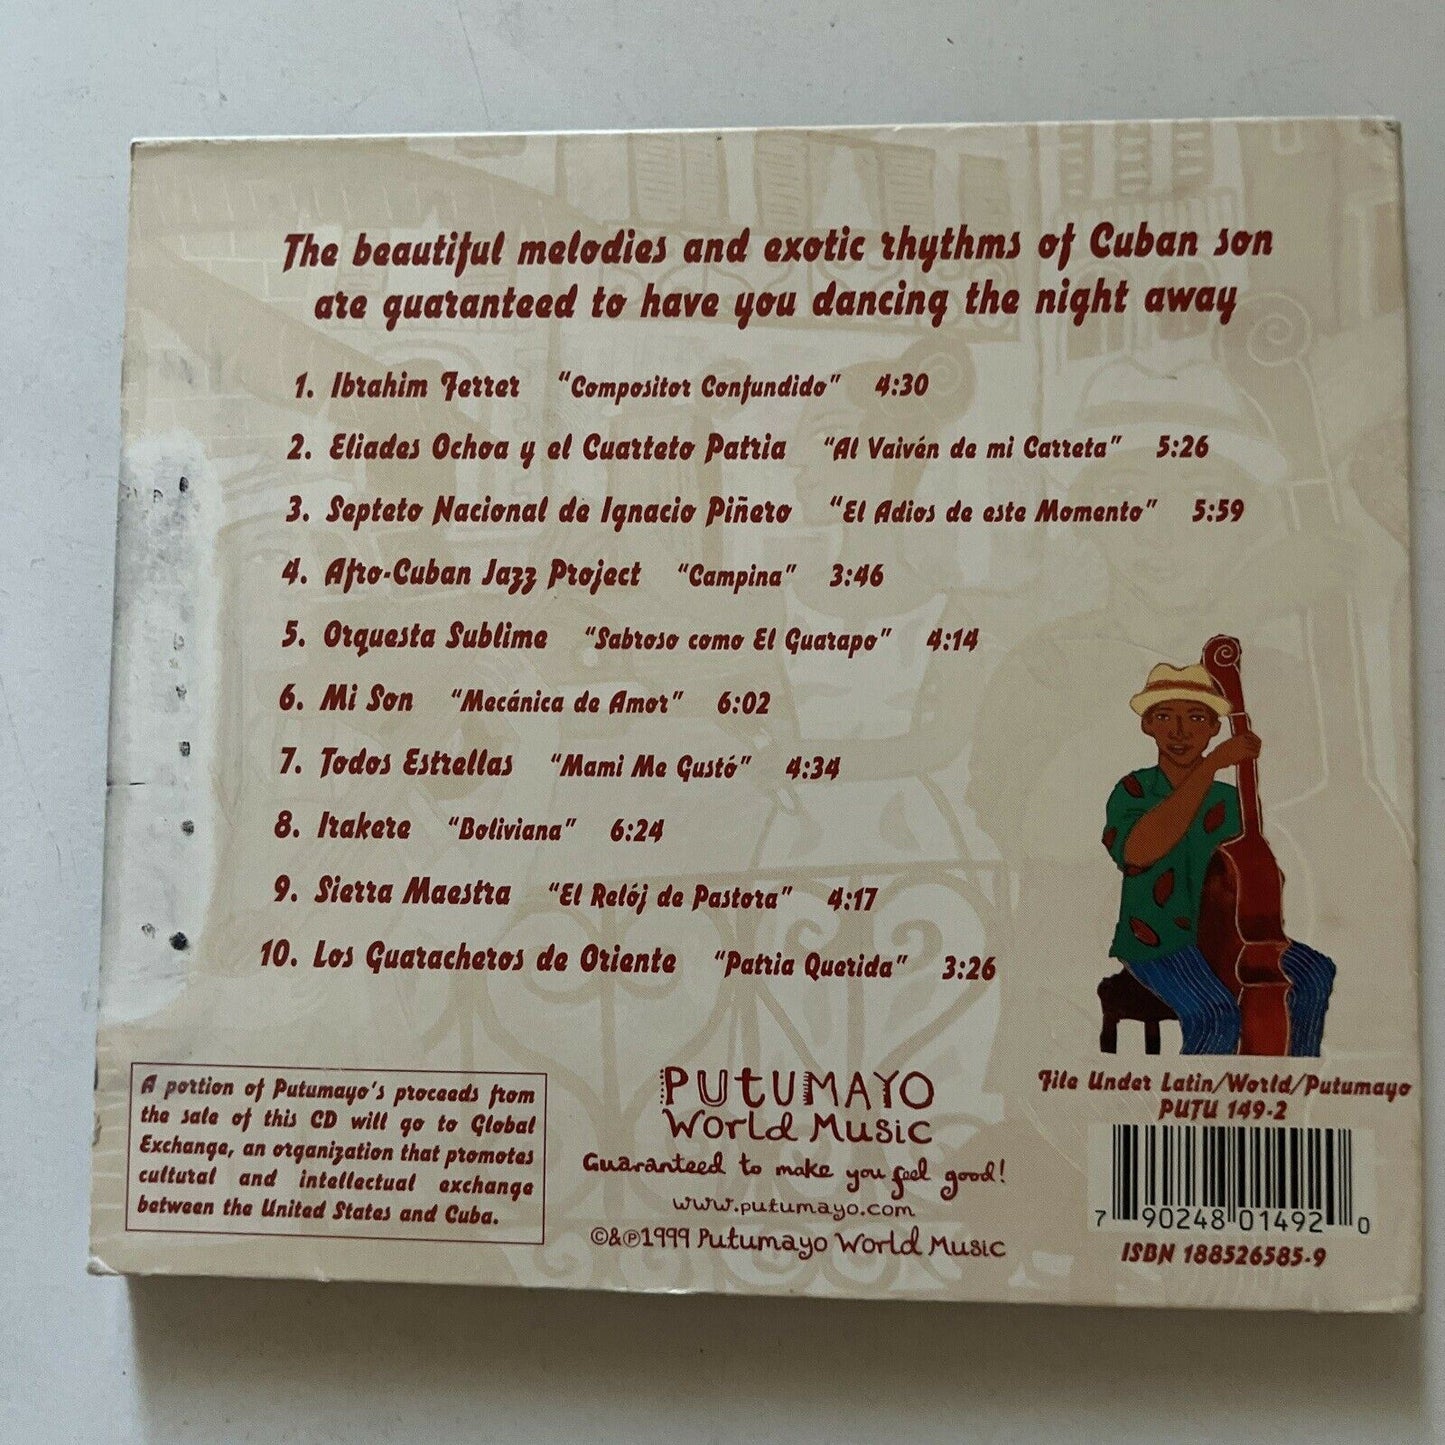 The beautiful melodies and exotic rhythms of Cuban son
are guaranteed to have you dancing the night away
1. Ibrahim Ferrer "Compositor Confundido" 4:30
2. Eliades Ochoa y el Cuarteto Patria "Al Vaivén de mi Carreta" 5:26
3. Septeto Nacional de Ignacio Piñero "El Adios de este Momento" 5:59
4. Afro-Cuban Jazz Project "Campina" 3:46
5. Orquesta Sublime "Sabroso como El Guarapo" 4:14
6. Mi Son "Mecánica de Amor" 6:02
7. Todos Estrellas "Mami Me Gustó" 4:34
8. Irakere "Boliviana" 6:24
9. Sierra Maestra "El Relój de Pastora" 4:17
10. Los Guaracheros de Oriente "Patria Querida" 3:26
A portion of Putumayo's proceeds from
the sale of this CD will go to Global
Exchange, an organization that promotes
cultural and intellectual exchange
between the United States and Cuba.
PUTUMAYO
World Music
Guaranteed to make you feel good!
www.putumayo.com
©&℗1999 Putumayo World Music
File Under Latin/World/Putumayo
PUTU 149-2
7 90248 01492 0
ISBN 188526585-9